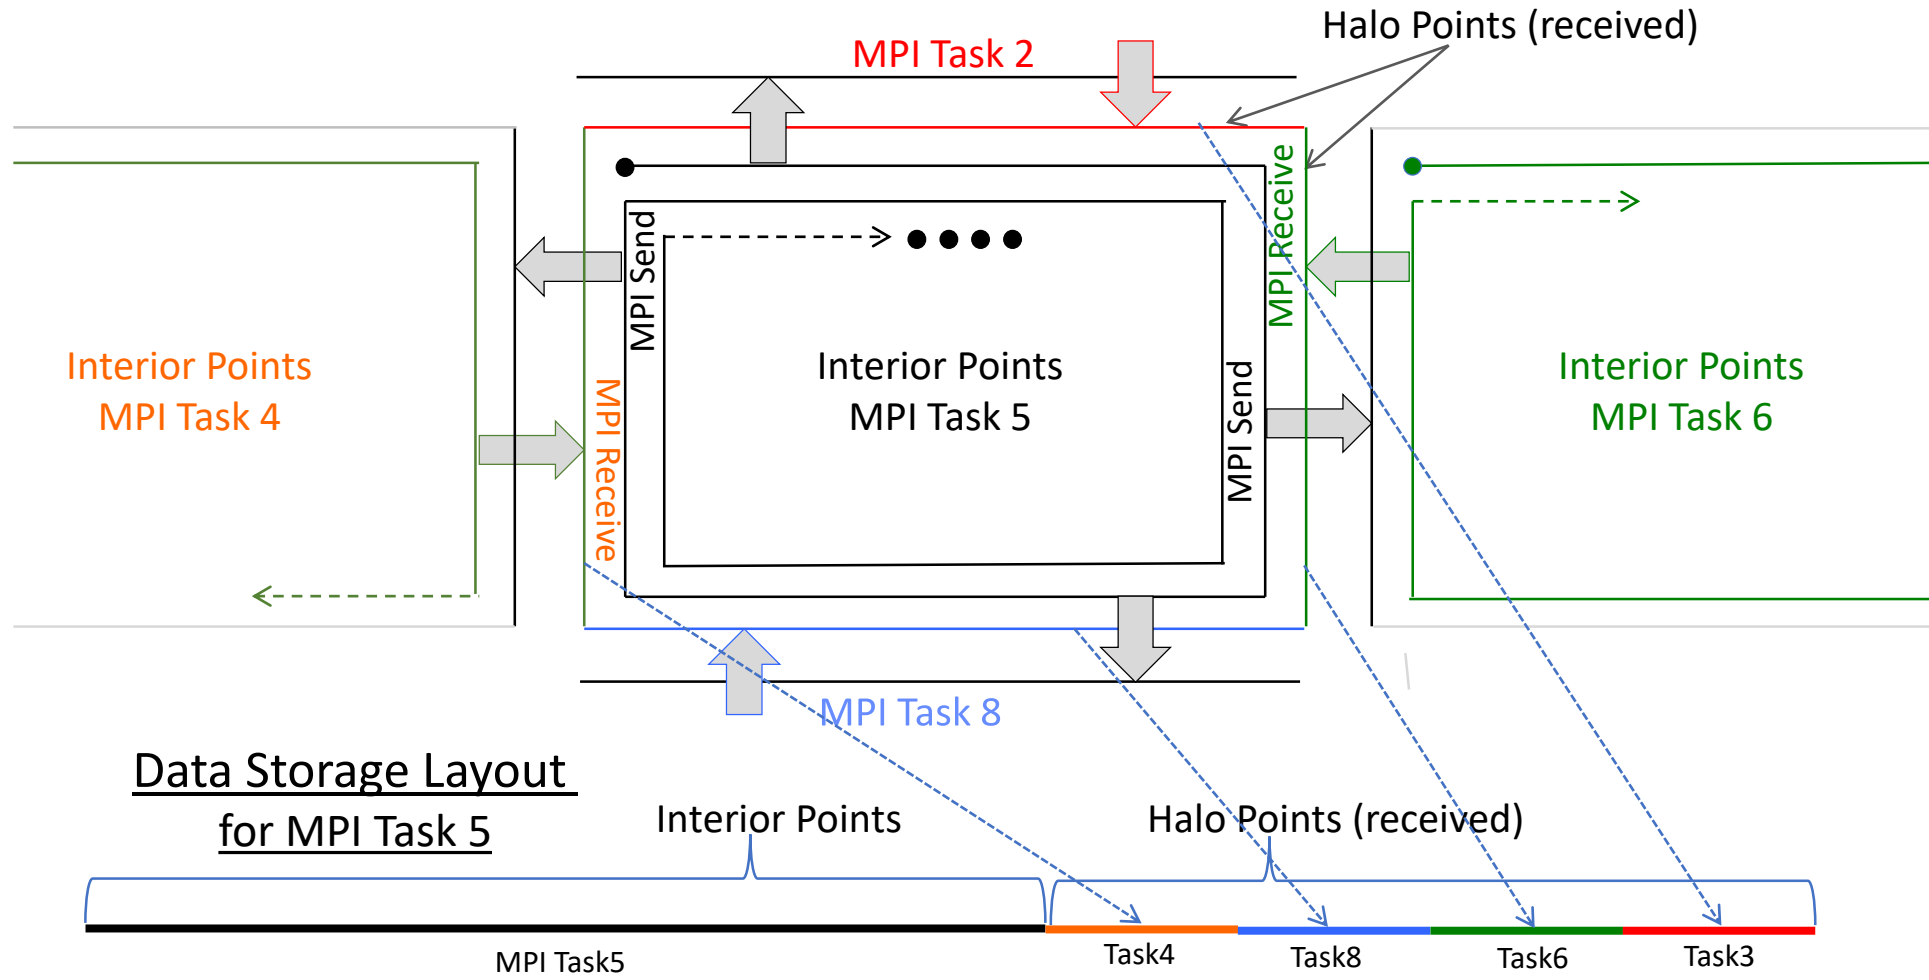 Halo Points (received)
MPI Task 2
MPI Send
MPI Receive
Interior Points
MPI Task 4
MPI Receive
Interior Points
MPI Task 5
MPI Send
Interior Points
MPI Task 6
MPI Task 8
Data Storage Layout
for MPI Task 5
Interior Points
Halo Points (received)
MPI Task5
Task4
Task8
Task6
Task3